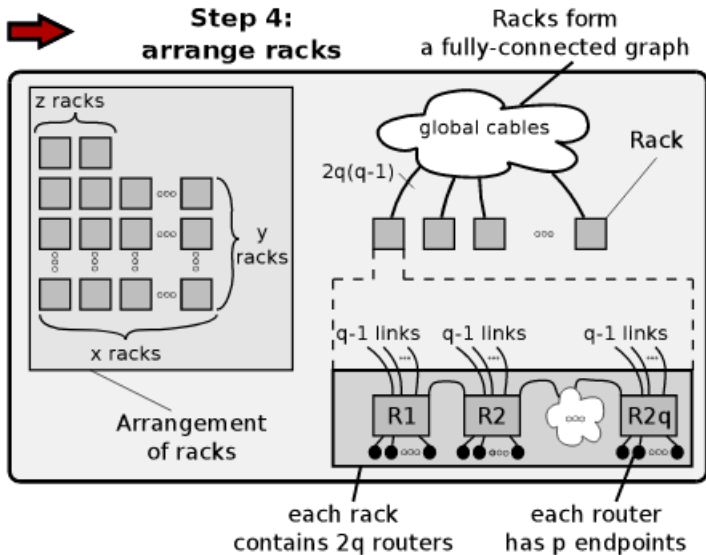 Step 4:
arrange racks
Racks form
a fully-connected graph
z racks
global cables
Rack
2q(q-1)
y
racks
x racks
q-1 links
q-1 links
q-1 links
R1
R2
R2q
Arrangement
of racks
each rack
contains 2q routers
each router
has p endpoints